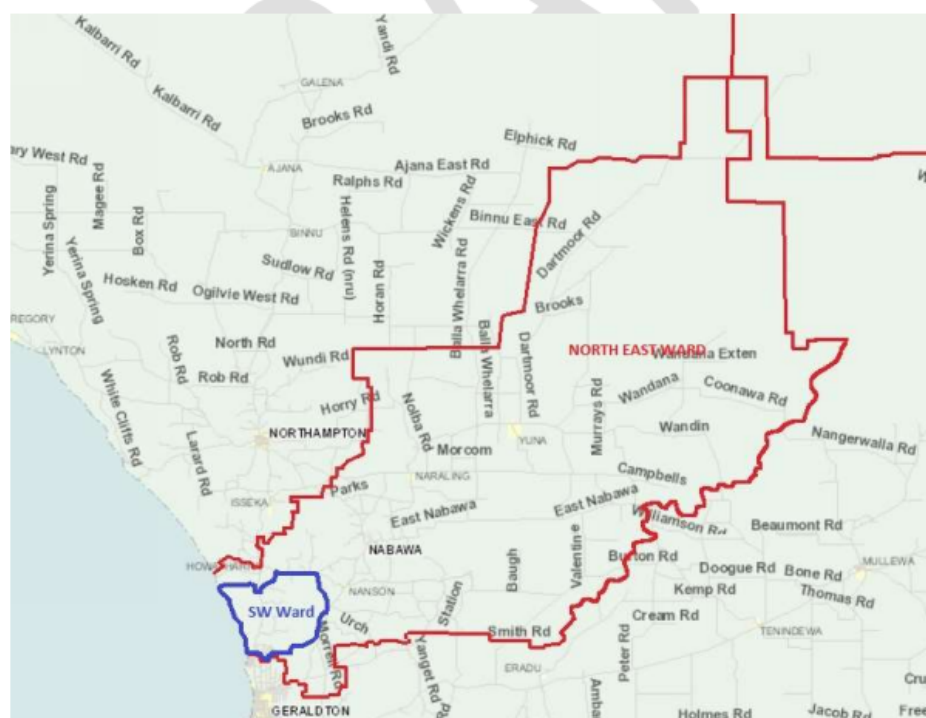 Kalbarri Rd
Yandi Rd
GALENA
Kalbarri Rd
Brooks Rd
Elphick Rd
ary West Rd
AJANA
Ajana East Rd
Ralphs Rd
W
Yerina Spring
Magee Rd
Box Rd
Helens Rd (nru)
Wickens Rd
Binnu East Rd
BINNU
Dartmoor Rd
Yerina Spring
Sudlow Rd
Horan Rd
Balla Whelarra Rd
Hosken Rd
Ogilvie West Rd
Brooks
REGORY
LYNTON
North Rd
Rob Rd
Wundi Rd
Balla Whelarra
Dartmoor Rd
NORTH EAST WARD
Wandana Exten
Rob Rd
White Cliffs Rd
Horry Rd
Nolba Rd
Murrays Rd
Wandana
Coonawa Rd
NORTHAMPTON
YUNA
Wandin
Larard Rd
Morcom
Nangerwalla Rd
Parks
NARALING
Campbells
ISSEKA
East Nabawa
East Nabawa
Williamson Rd
Beaumont Rd
NABAWA
Valentine
Burton Rd
MULLEWA
Baugh
Doogue Rd
Bone Rd
NANSON
Station
Kemp Rd
Thomas Rd
SW Ward
Urch
Cream Rd
Morrell Rd
Smith Rd
TENINDEWA
Yanget Rd
ERADU
Peter Rd
Cru
GERALDTON
Amba
Holmes Rd
Jacob Rd
Free